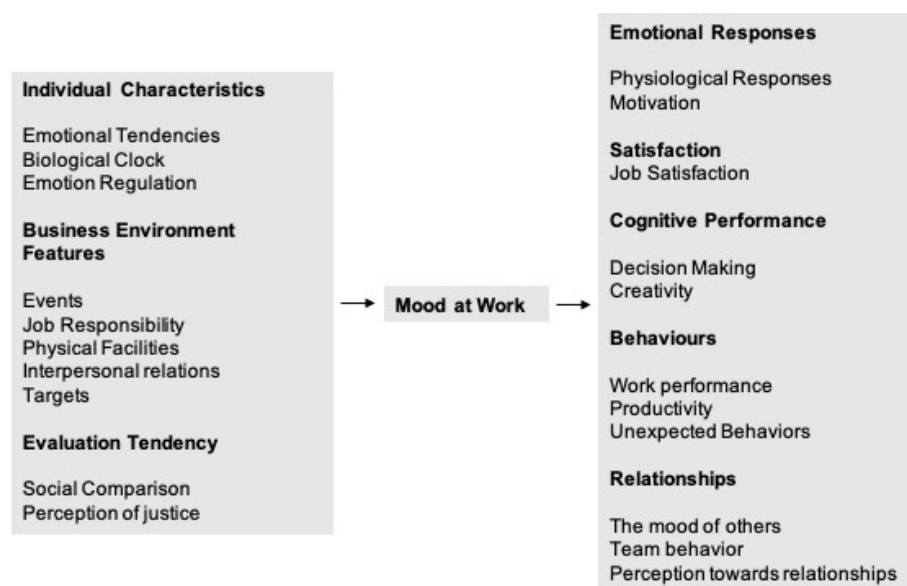 Individual Characteristics
Emotional Tendencies
Biological Clock
Emotion Regulation
Business Environment
Features
Events
Job Responsibility
Physical Facilities
Interpersonal relations
Targets
Evaluation Tendency
Social Comparison
Perception of justice
Mood at Work
Emotional Responses
Physiological Responses
Motivation
Satisfaction
Job Satisfaction
Cognitive Performance
Decision Making
Creativity
Behaviours
Work performance
Productivity
Unexpected Behaviors
Relationships
The mood of others
Team behavior
Perception towards relationships